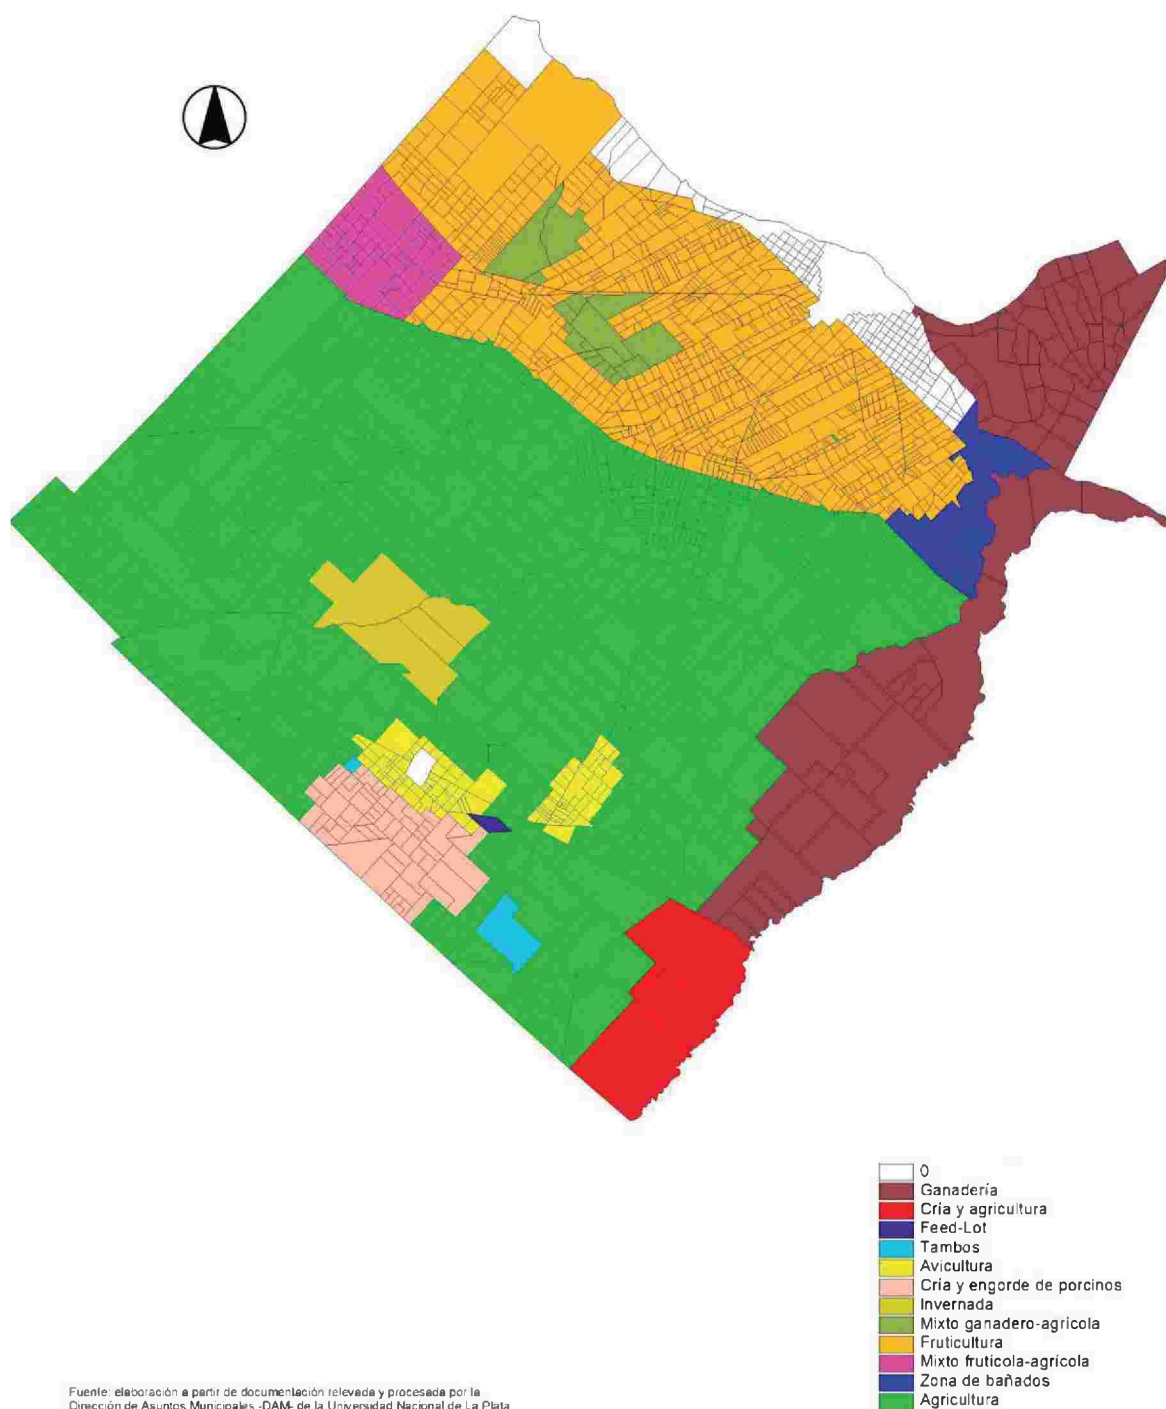 0
Ganadería
Cría y agricultura
Feed-Lot
Tambos
Avicultura
Cría y engorde de porcinos
Invernada
Mixto ganadero-agrícola
Fruticultura
Mixto frutícola-agrícola
Zona de bañados
Agricultura
Fuente: elaboración a partir de documentación relevada y procesada por la
Dirección de Asuntos Municipales -DAM- de la Universidad Nacional de La Plata